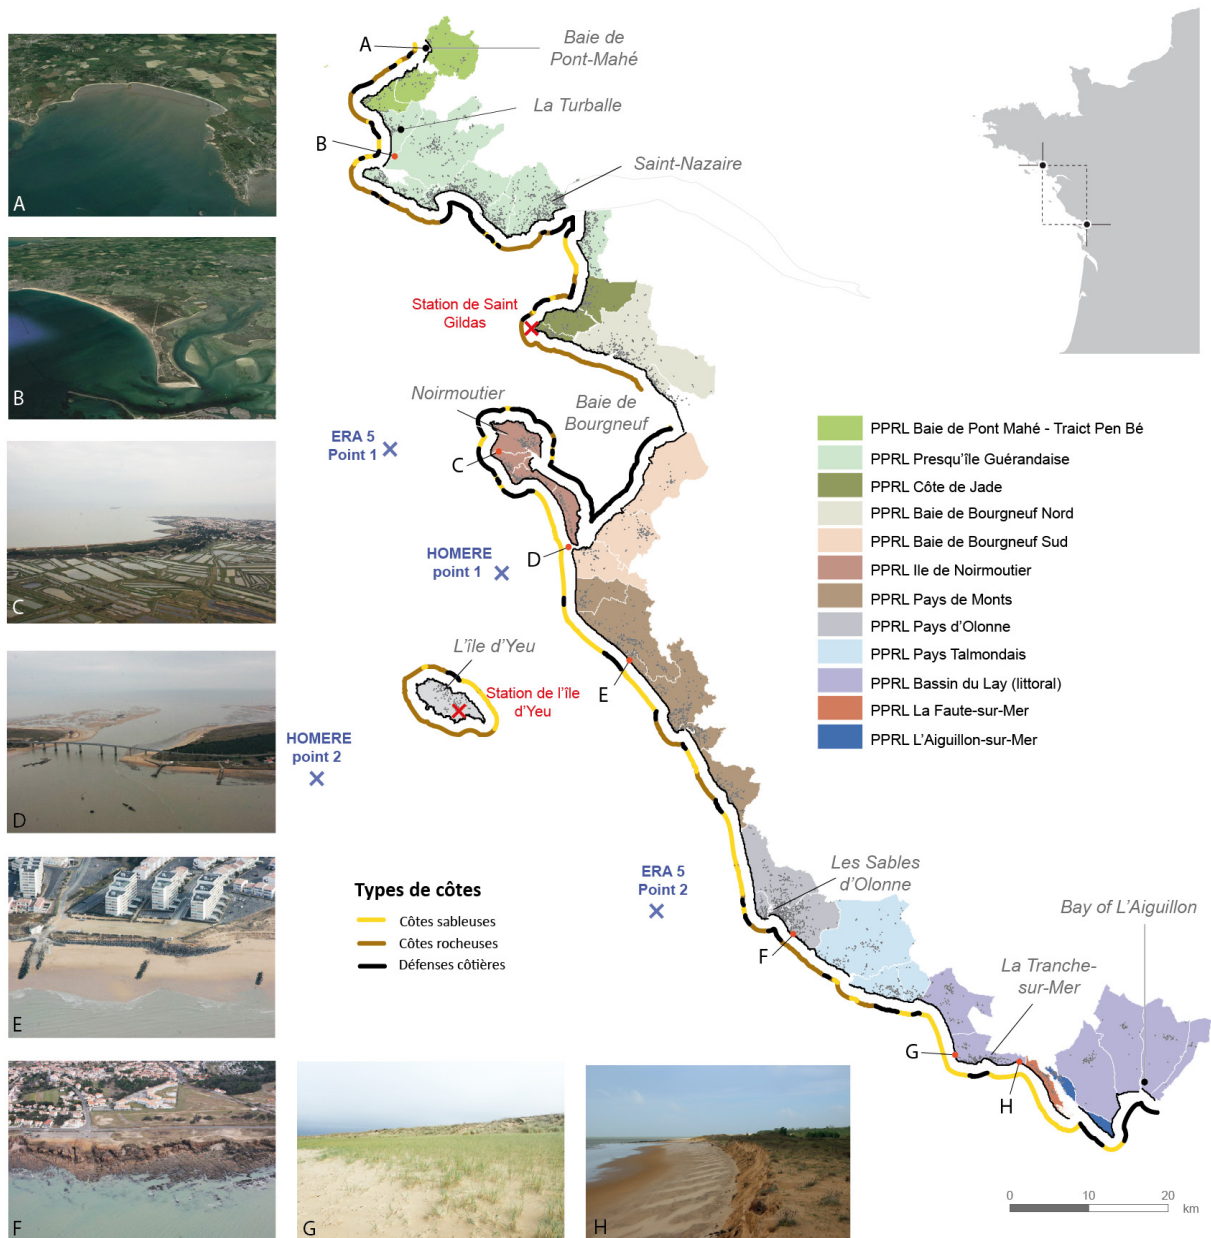 A
Baie de
Pont-Mahé
La Turballe
B
Saint-Nazaire
Station de Saint
Gildas
Noirmoutier
Baie de
Bourgneuf
ERA 5
Point 1
C
HOMERE
point 1
D
L'île d'Yeu
Station de l'île
d'Yeu
E
HOMERE
point 2
ERA 5
Point 2
Les Sables
d'Olonne
F
Bay of L'Aiguillon
La Tranche-
sur-Mer
G
H
PPRL Baie de Pont Mahé - Traict Pen Bé
PPRL Presqu'île Guérandaise
PPRL Côte de Jade
PPRL Baie de Bourgneuf Nord
PPRL Baie de Bourgneuf Sud
PPRL Ile de Noirmoutier
PPRL Pays de Monts
PPRL Pays d'Olonne
PPRL Pays Talmondais
PPRL Bassin du Lay (littoral)
PPRL La Faute-sur-Mer
PPRL L'Aiguillon-sur-Mer
Types de côtes
Côtes sableuses
Côtes rocheuses
Défenses côtières
0 10 20
km
A
B
C
D
E
F
G
H